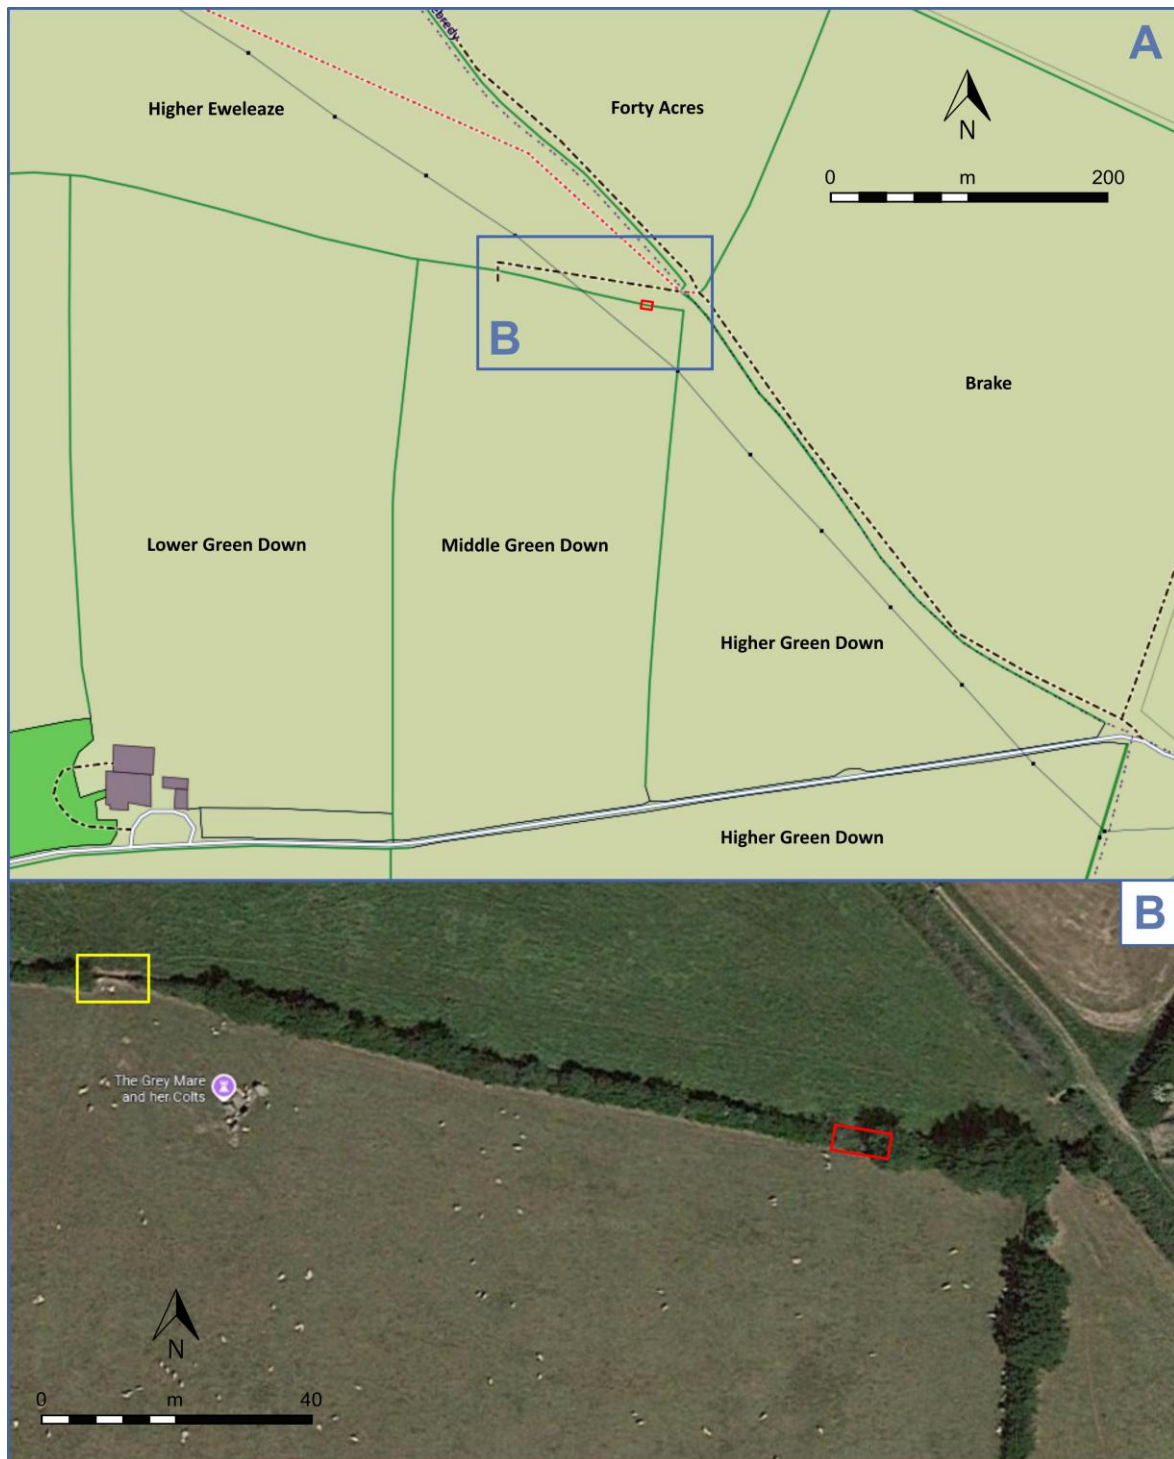 A
ebredy
Higher Eweleaze
Forty Acres
N
0 m 200
B
Brake
Lower Green Down
Middle Green Down
Higher Green Down
Higher Green Down
B
The Grey Mare
and her Colts
N
0 m 40